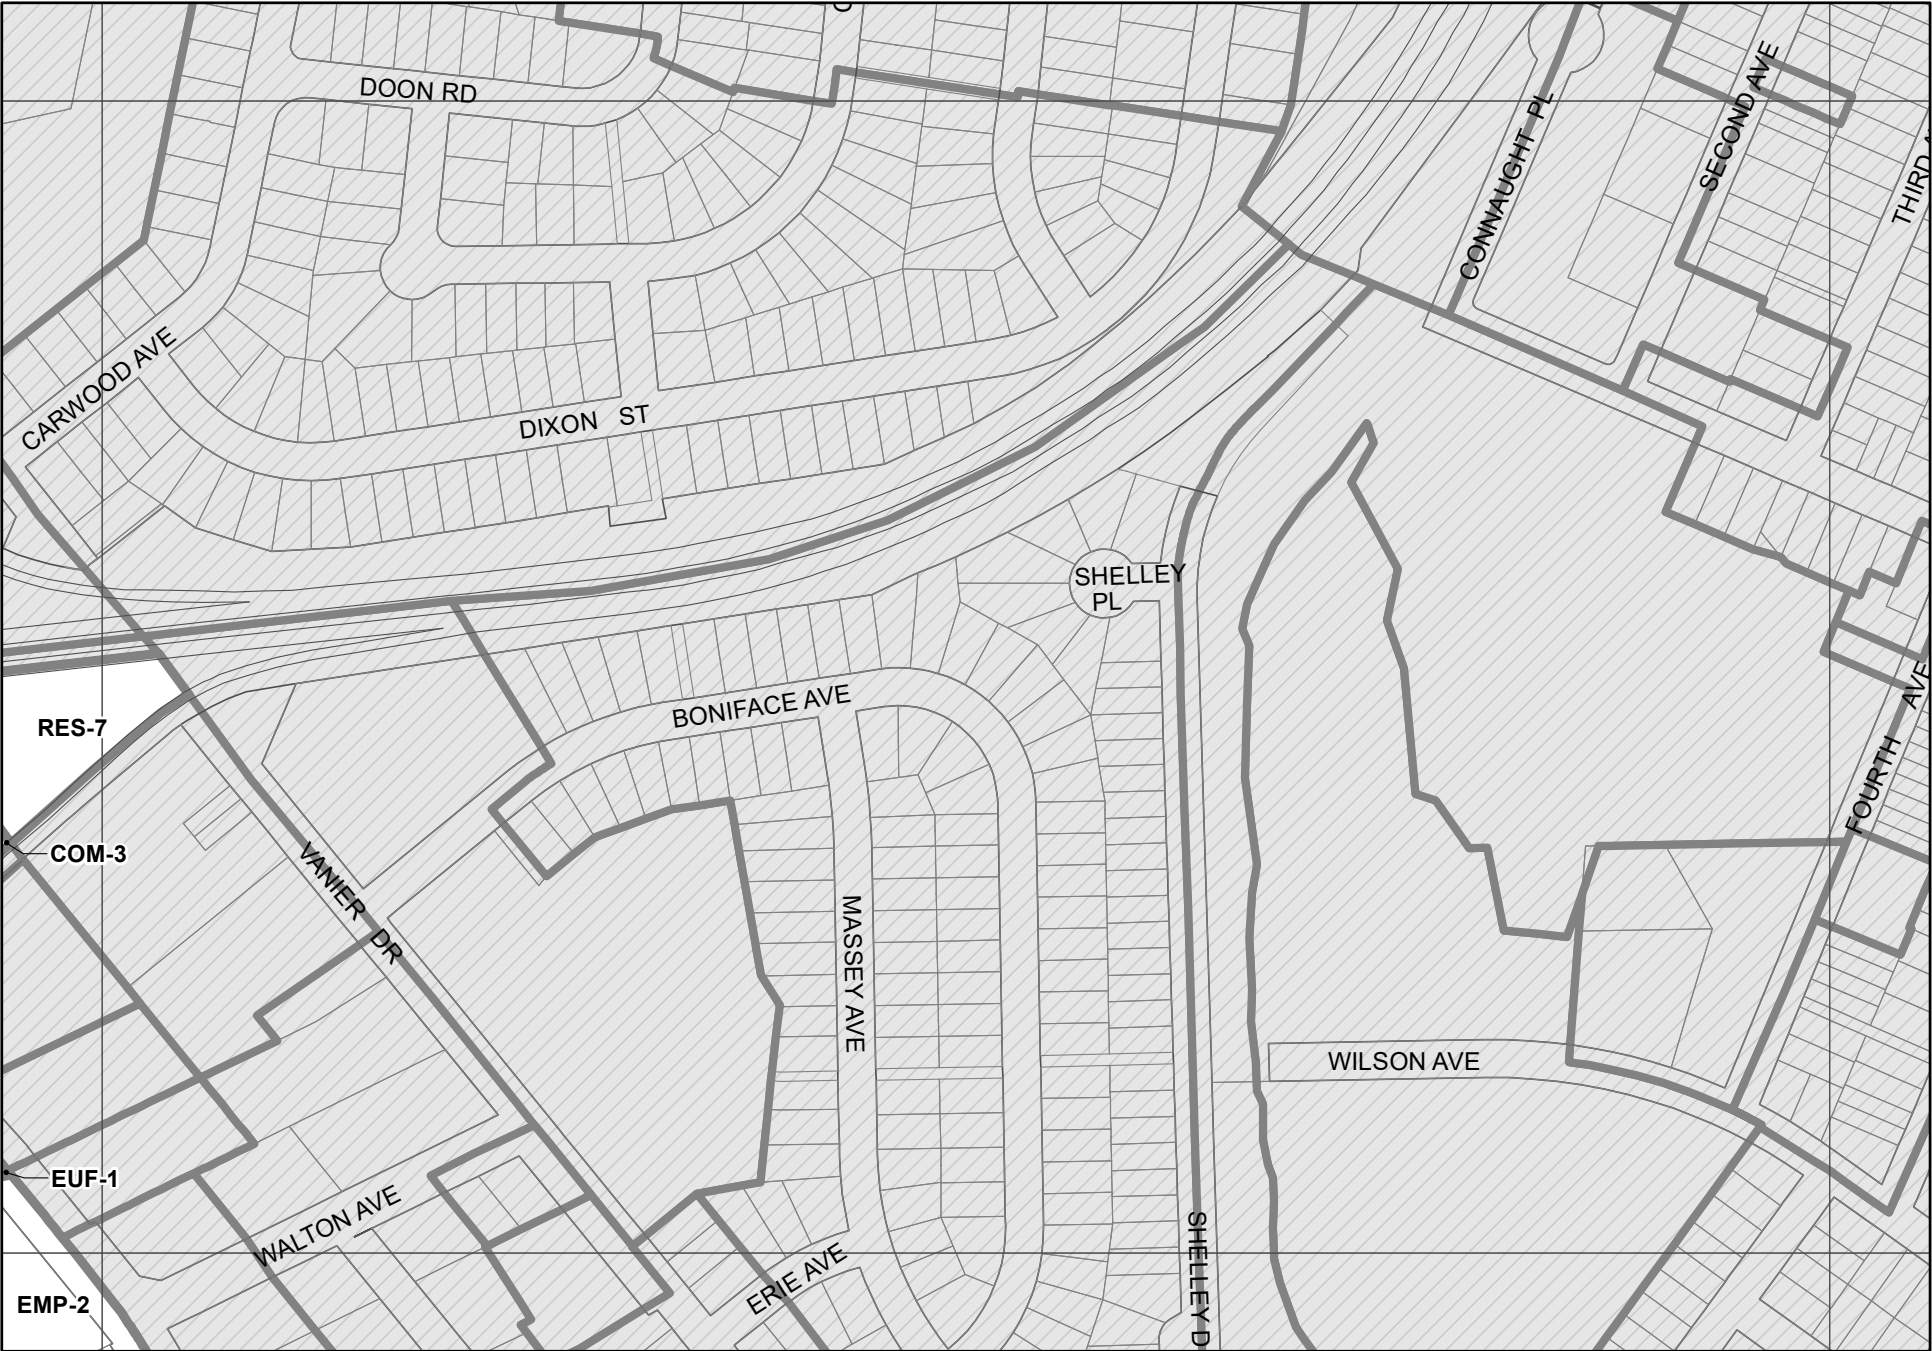 DOON RD
SECOND AVE
CONNAUGHT PL
THIRD
CARWOOD AVE
DIXON ST
SHELLEY
PL
BONIFACE AVE
RES-7
AVE
FOURTH
COM-3
VANIER DR
MASSEY AVE
WILSON AVE
EUF-1
WALTON AVE
ERIE AVE
SHELLEY D
EMP-2